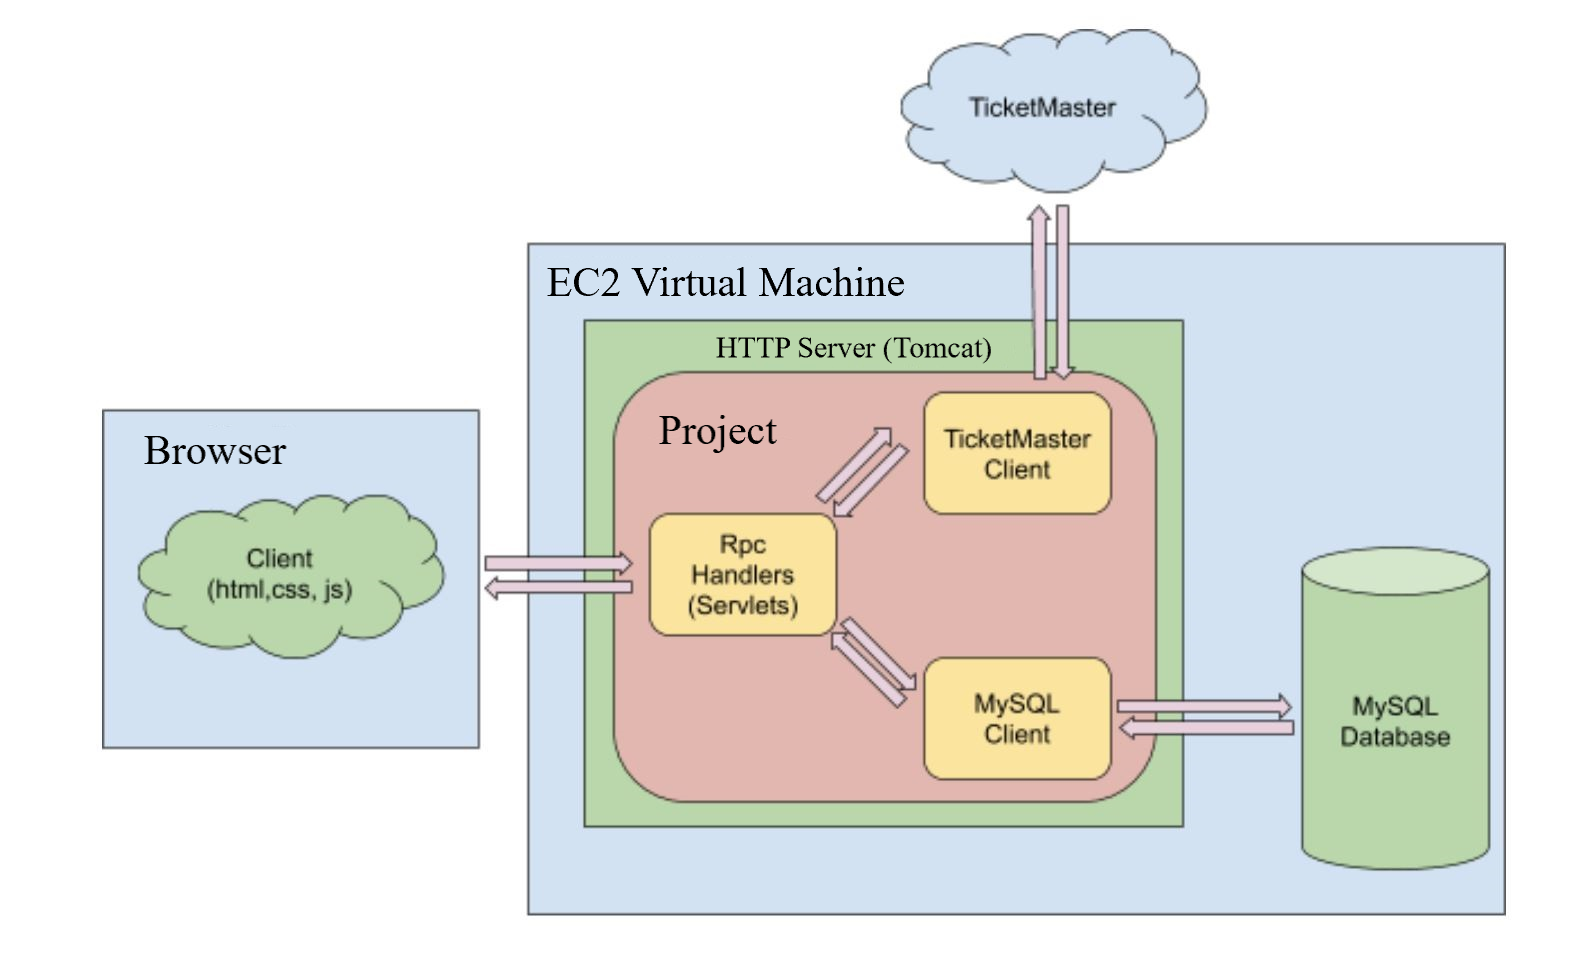 TicketMaster
EC2 Virtual Machine
HTTP Server (Tomcat)
Project
TicketMaster
Client
Browser
Client
(html,css, js)
Rpc
Handlers
(Servlets)
MySQL
Client
MySQL
Database